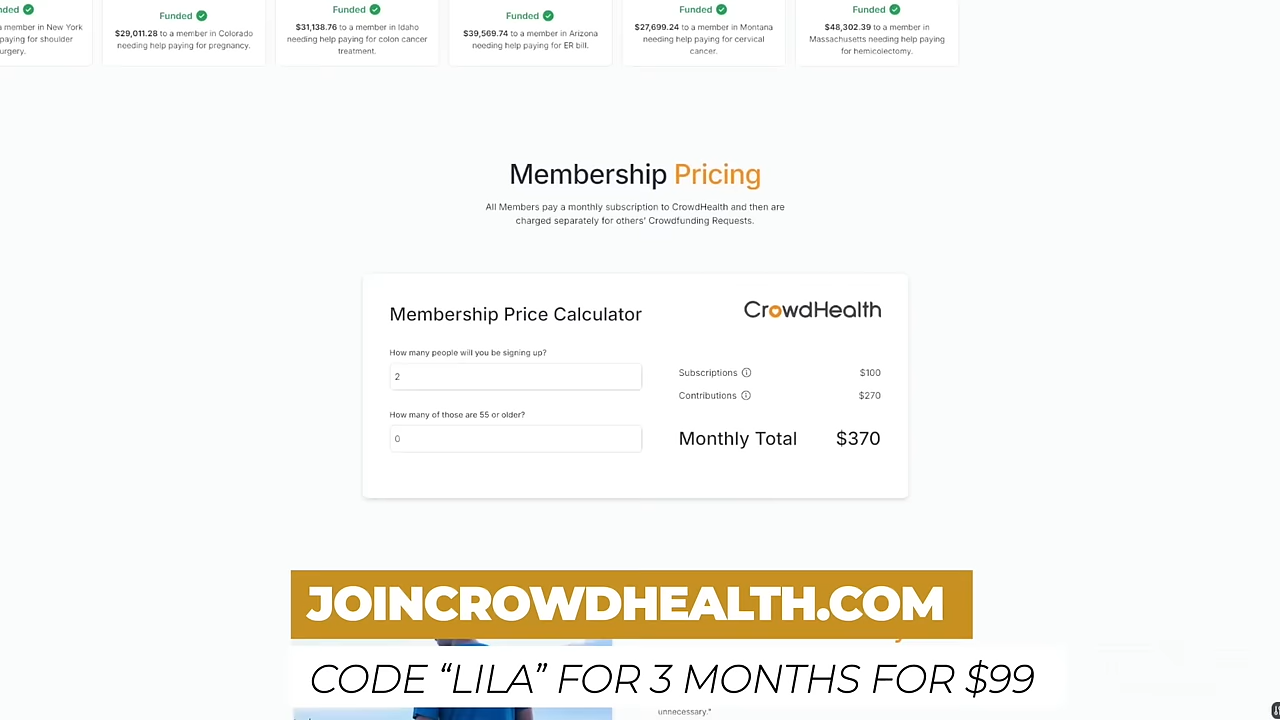 nded
a member in New York
paying for shoulder
urgery.
Funded
$29,011.28 to a member in Colorado
needing help paying for pregnancy.
Funded
$31,138.76 to a member in Idaho
needing help paying for colon cancer
treatment.
Funded
$39,569.74 to a member in Arizona
needing help paying for ER bill.
Funded
$27,699.24 to a member in Montana
needing help paying for cervical
cancer.
Funded
$48,302.39 to a member in
Massachusetts needing help paying
for hemicolectomy.
Membership Pricing
All Members pay a monthly subscription to CrowdHealth and then are
charged separately for others' Crowdfunding Requests.
Membership Price Calculator
How many people will you be signing up?
2
How many of those are 55 or older?
0
CrowdHealth
Subscriptions $100
Contributions $270
Monthly Total $370
JOINCROWDHEALTH.COM
CODE “LILA” FOR 3 MONTHS FOR $99
unnecessary."